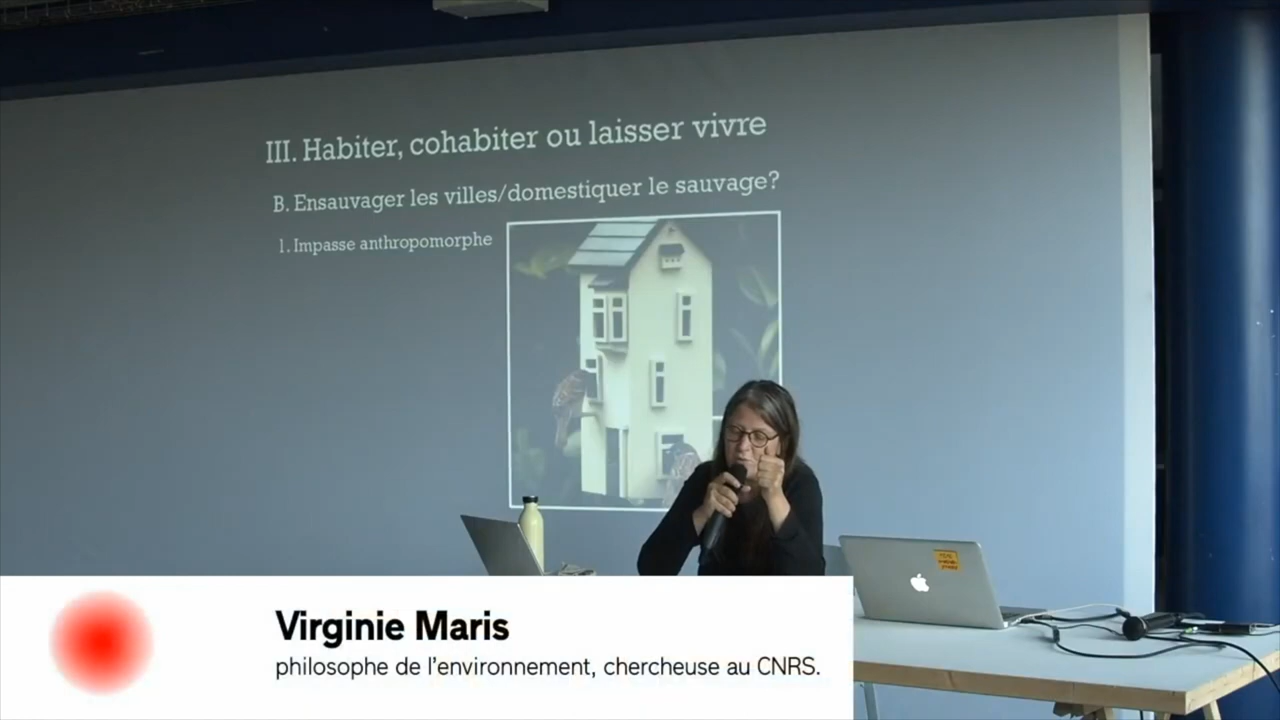 III. Habiter, cohabiter ou laisser vivre
B. Ensauvager les villes/domestiquer le sauvage?
1. Impasse anthropomorphe
Virginie Maris
philosophe de l'environnement, chercheuse au CNRS.